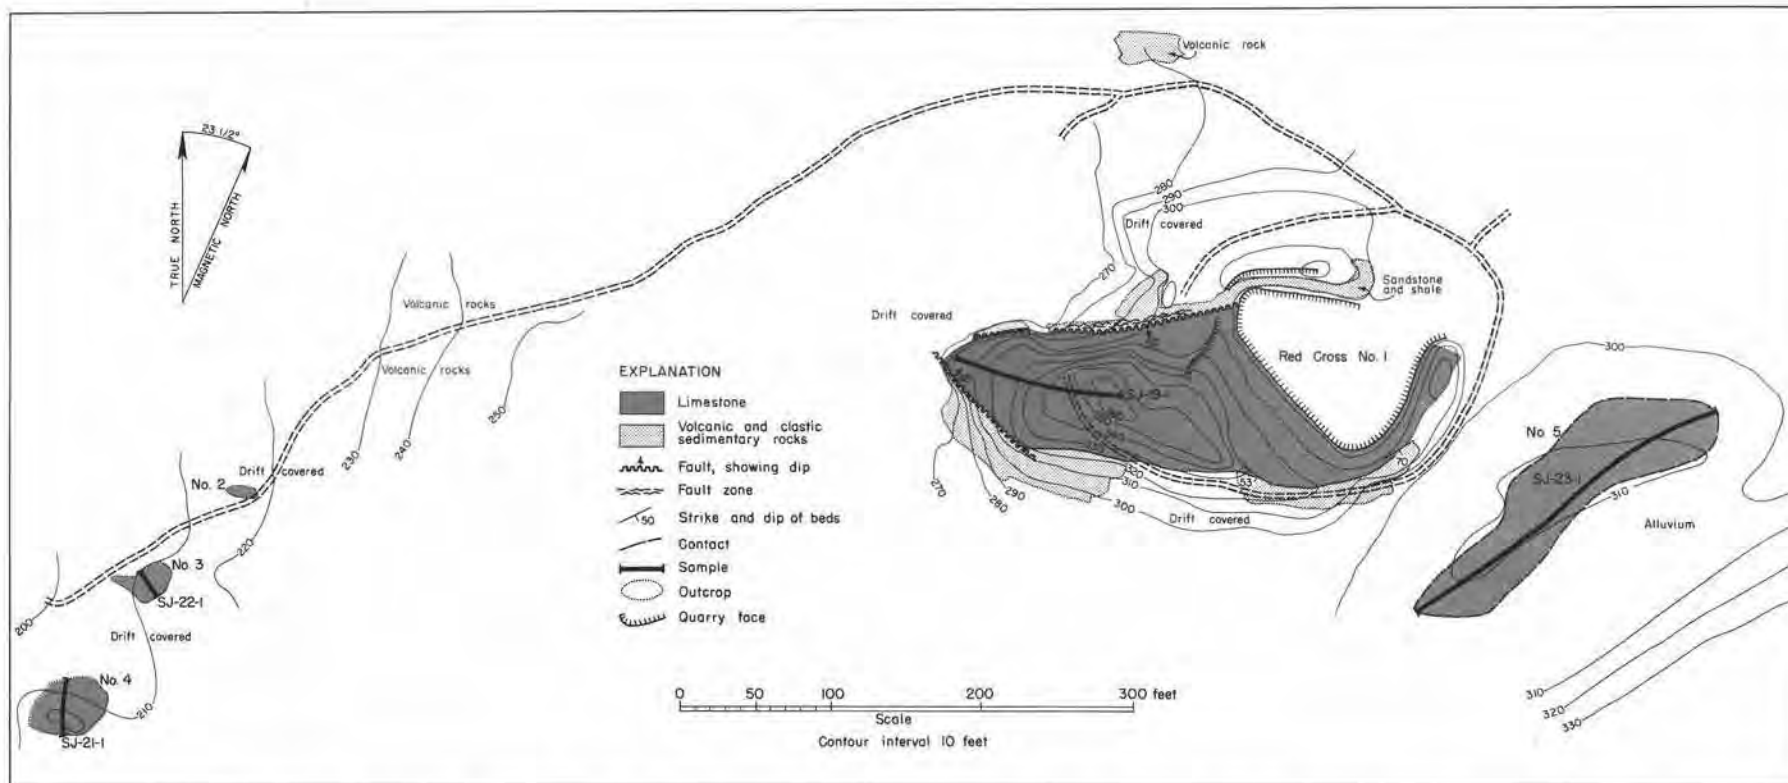 Volcanic rock
23 1/2°
TRUE NORTH
MAGNETIC NORTH
280
290
300
Drift covered
270
Sandstone
and shale
Volcanic rocks
Drift covered
Red Cross No. 1
300
Volcanic rocks
250
240
230
EXPLANATION
Limestone
Volcanic and clastic
sedimentary rocks
Fault, showing dip
Fault zone
50
Strike and dip of beds
Contact
Sample
Outcrop
Quarry face
No. 5
SJ-23-1
310
Alluvium
70
53
300
310
300
290
280
270
Drift covered
Drift covered
No. 2
220
No. 3
SJ-22-1
200
Drift covered
No. 4
210
SJ-21-1
310
320
330
0 50 100 200 300 feet
Scale
Contour interval 10 feet